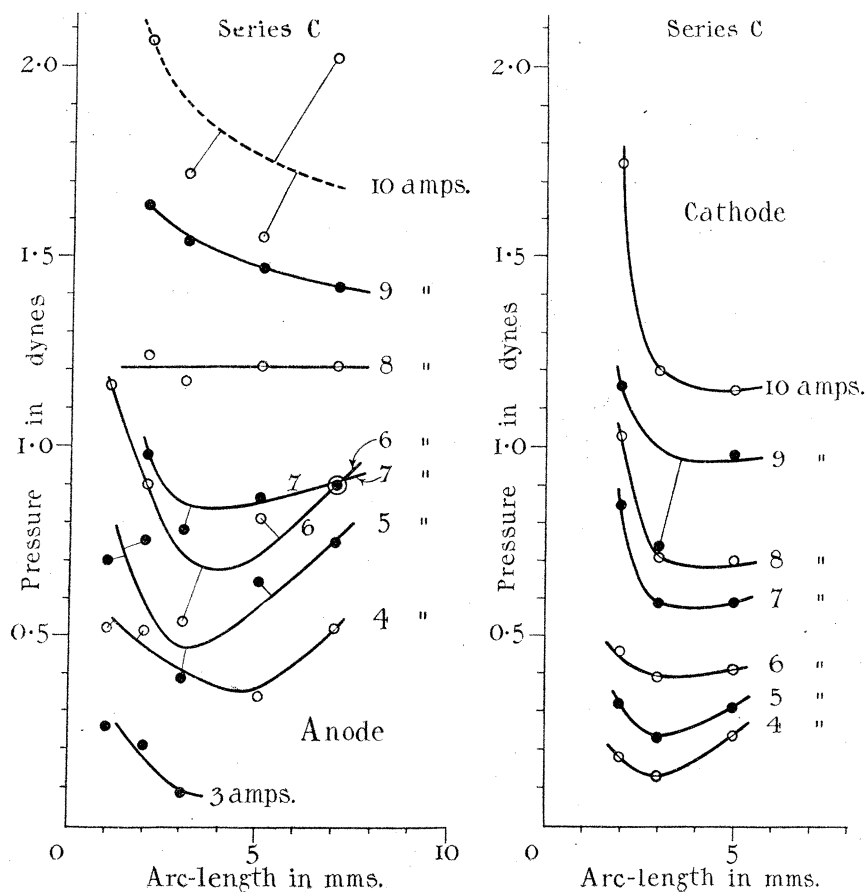 Series C
2·0
1·5
1·0
0·5
0
5
10
Pressure in dynes
Arc-length in mms.
10 amps.
9 "
8 "
6 "
7
7 "
6
5 "
4 "
3 amps.
Anode
Series C
2·0
1·5
1·0
0·5
0
5
Pressure in dynes
Arc-length in mms.
Cathode
10 amps.
9 "
8 "
7 "
6 "
5 "
4 "